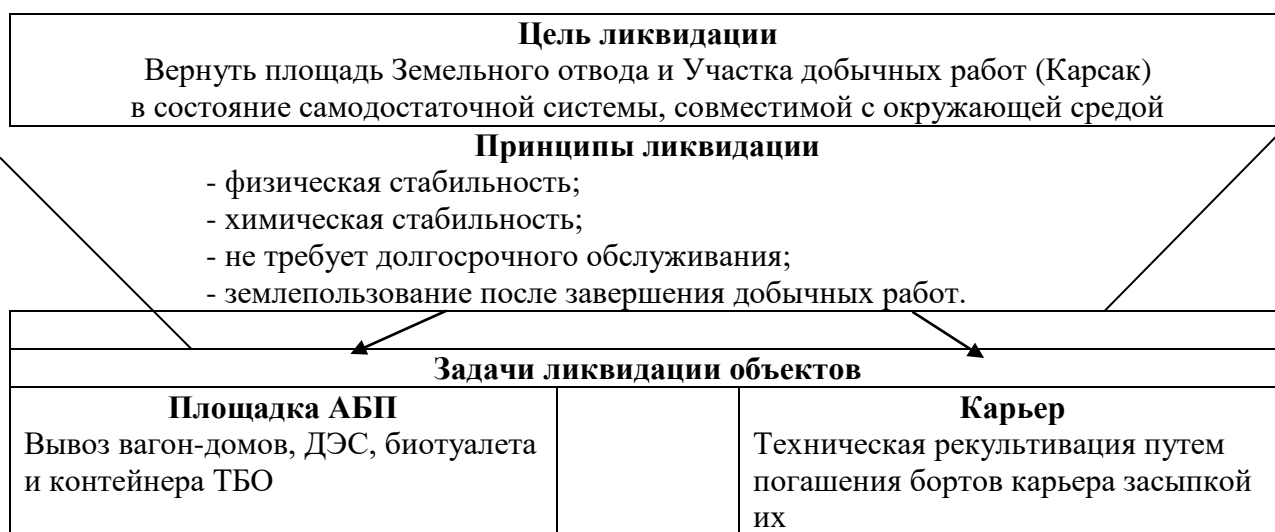 Цель ликвидации
Вернуть площадь Земельного отвода и Участка добычных работ (Карсак)
в состояние самодостаточной системы, совместимой с окружающей средой
Принципы ликвидации
- физическая стабильность;
- химическая стабильность;
- не требует долгосрочного обслуживания;
- землепользование после завершения добычных работ.
Задачи ликвидации объектов
Площадка АБП
Вывоз вагон-домов, ДЭС, биотуалета
и контейнера ТБО
Карьер
Техническая рекультивация путем
погашения бортов карьера засыпкой
их